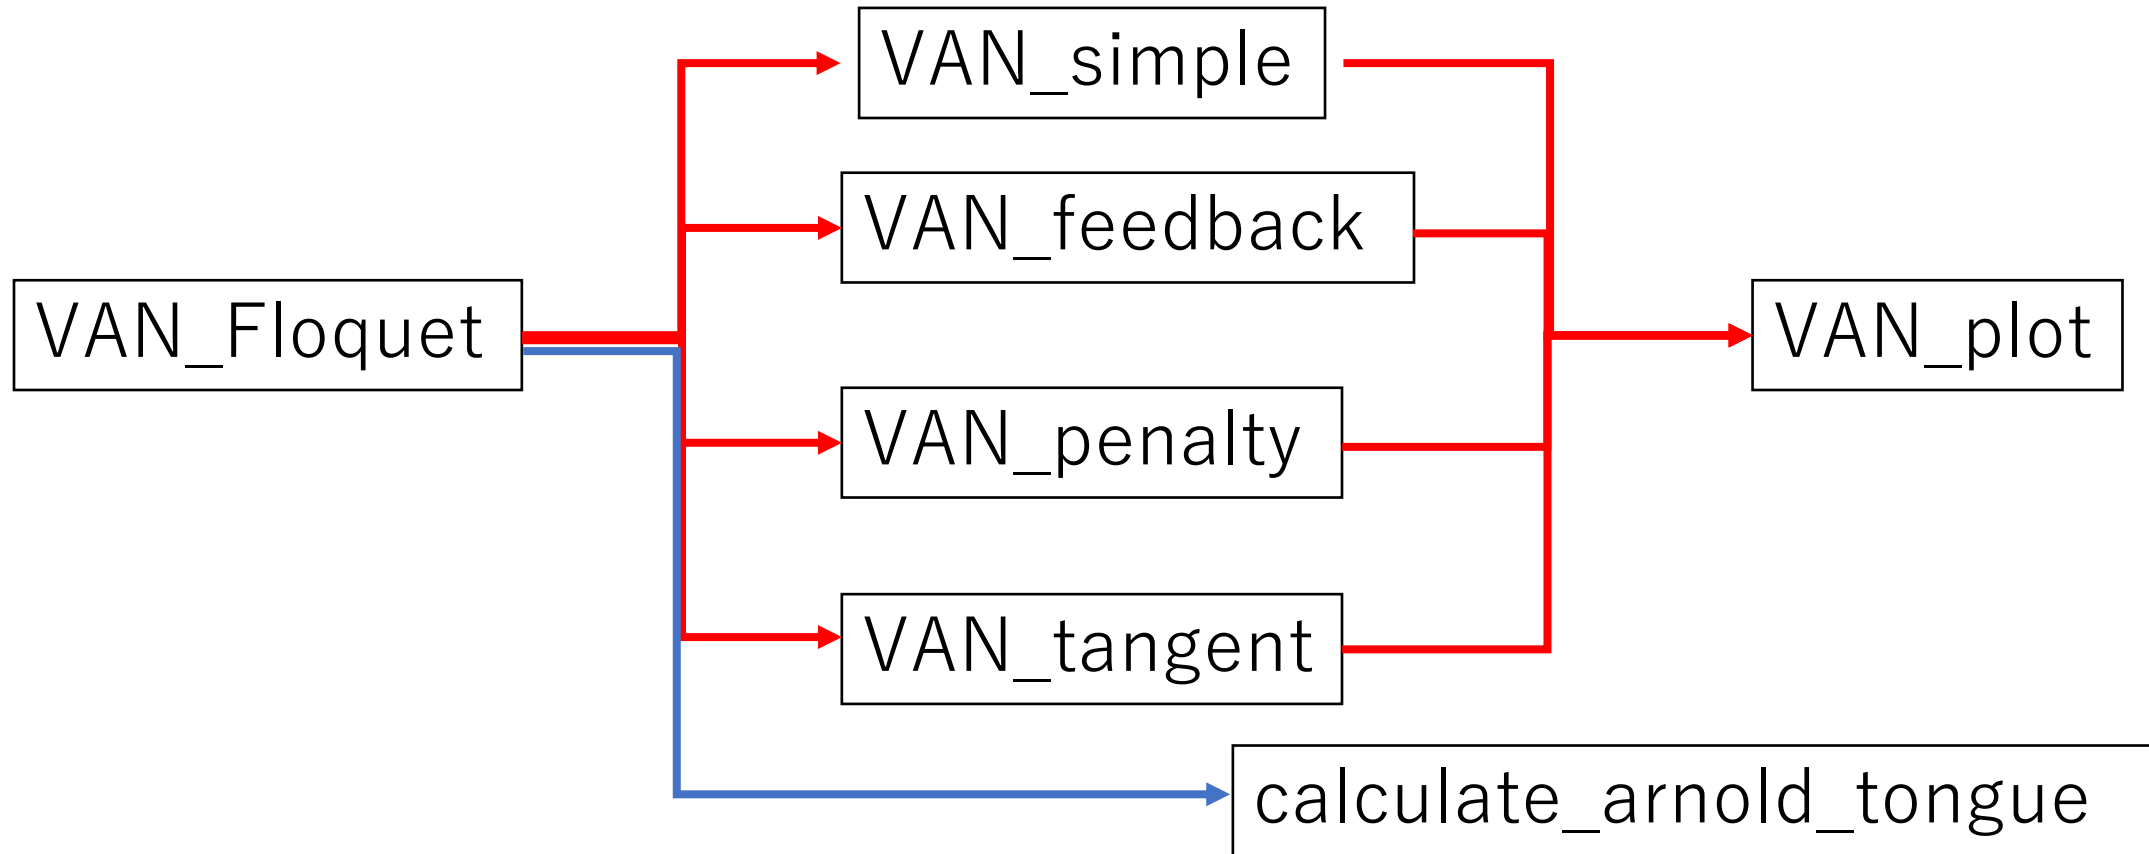 VAN_simple
VAN_feedback
VAN_Floquet
VAN_plot
VAN_penalty
VAN_tangent
calculate_arnold_tongue